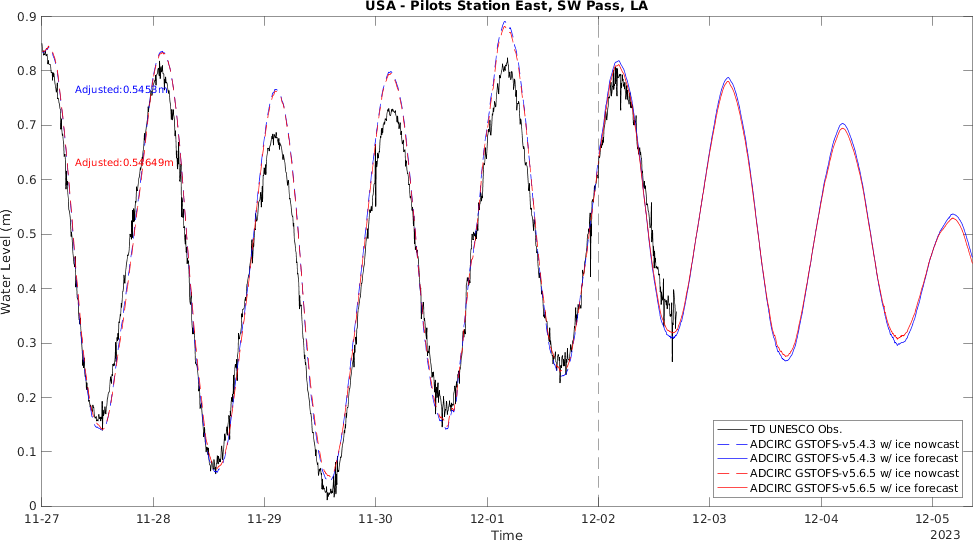 USA - Pilots Station East, SW Pass, LA
0.9
0.8
Adjusted:0.5453m
0.7
Adjusted:0.54649m
0.6
0.5
Water Level (m)
0.4
0.3
0.2
0.1
0
TD UNESCO Obs.
ADCIRC GSTOFS-v5.4.3 w/ ice nowcast
ADCIRC GSTOFS-v5.4.3 w/ ice forecast
ADCIRC GSTOFS-v5.6.5 w/ ice nowcast
ADCIRC GSTOFS-v5.6.5 w/ ice forecast
11-27 11-28 11-29 11-30 12-01 12-02 12-03 12-04 12-05
Time
2023